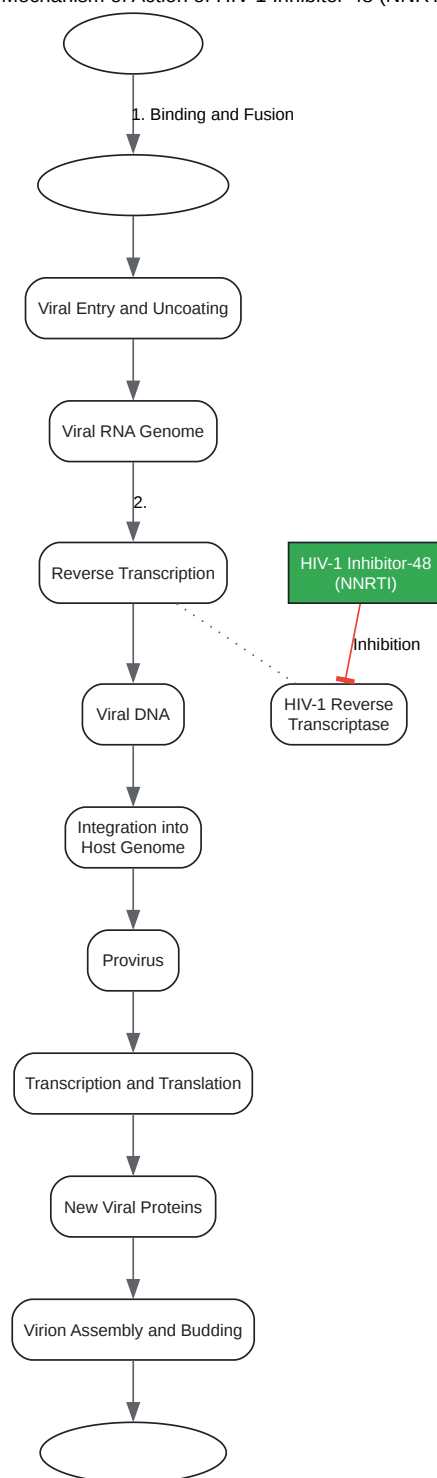 Mechanism of Action of HIV-1 Inhibitor-48 (NNRT
1. Binding and Fusion
Viral Entry and Uncoating
Viral RNA Genome
2.
Reverse Transcription
HIV-1 Inhibitor-48
(NNRTI)
Inhibition
Viral DNA
HIV-1 Reverse
Transcriptase
Integration into
Host Genome
Provirus
Transcription and Translation
New Viral Proteins
Virion Assembly and Budding